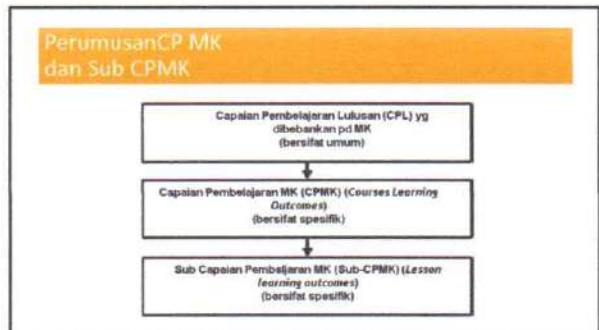 PerumusanCP MK
dan Sub CPMK
Capaian Pembelajaran Lulusan (CPL) yg
dibebankan pd MK
(bersifat umum)
Capaian Pembelajaran MK (CPMK) (Courses Learning
Outcomes)
(bersifat spesifik)
Sub Capaian Pembeljaran MK (Sub-CPMK) (Lesson
learning outcomes)
(bersifat spesifik)